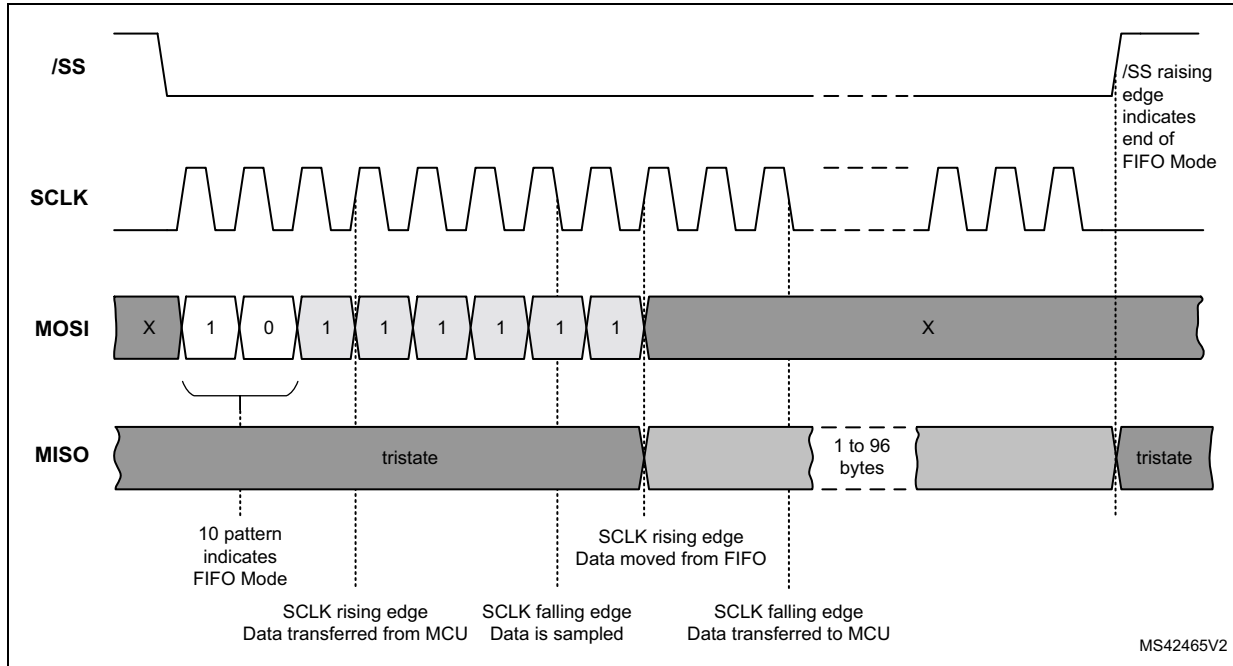 /SS
/SS raising
edge
indicates
end of
FIFO Mode
SCLK
MOSI
X
1
0
1
1
1
1
1
1
X
MISO
tristate
1 to 96
bytes
tristate
10 pattern
indicates
FIFO Mode
SCLK rising edge
Data moved from FIFO
SCLK rising edge
Data transferred from MCU
SCLK falling edge
Data is sampled
SCLK falling edge
Data transferred to MCU
MS42465V2